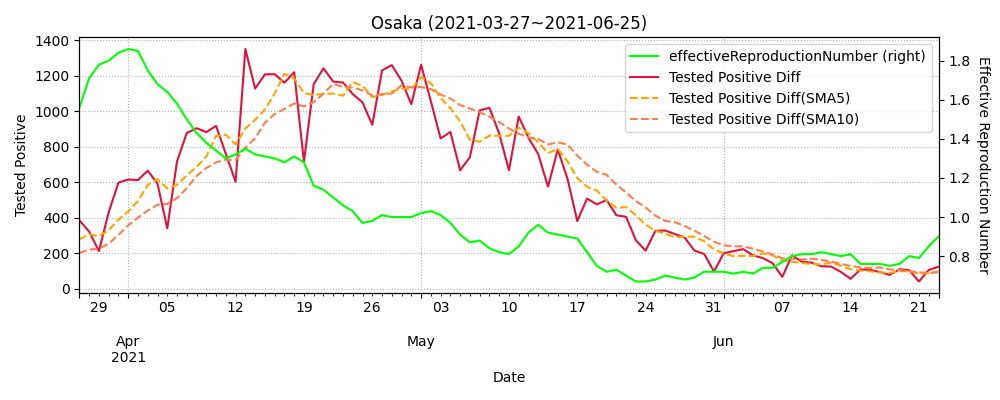 Osaka (2021-03-27~2021-06-25)
1400
1200
1000
800
600
400
200
0
Tested Positive
effectiveReproductionNumber (right)
Tested Positive Diff
Tested Positive Diff(SMA5)
Tested Positive Diff(SMA10)
1.8
1.6
1.4
1.2
1.0
0.8
Effective Reproduction Number
29 05 12 19 26 03 10 17 24 31 07 14 21
Apr May Jun
2021
Date